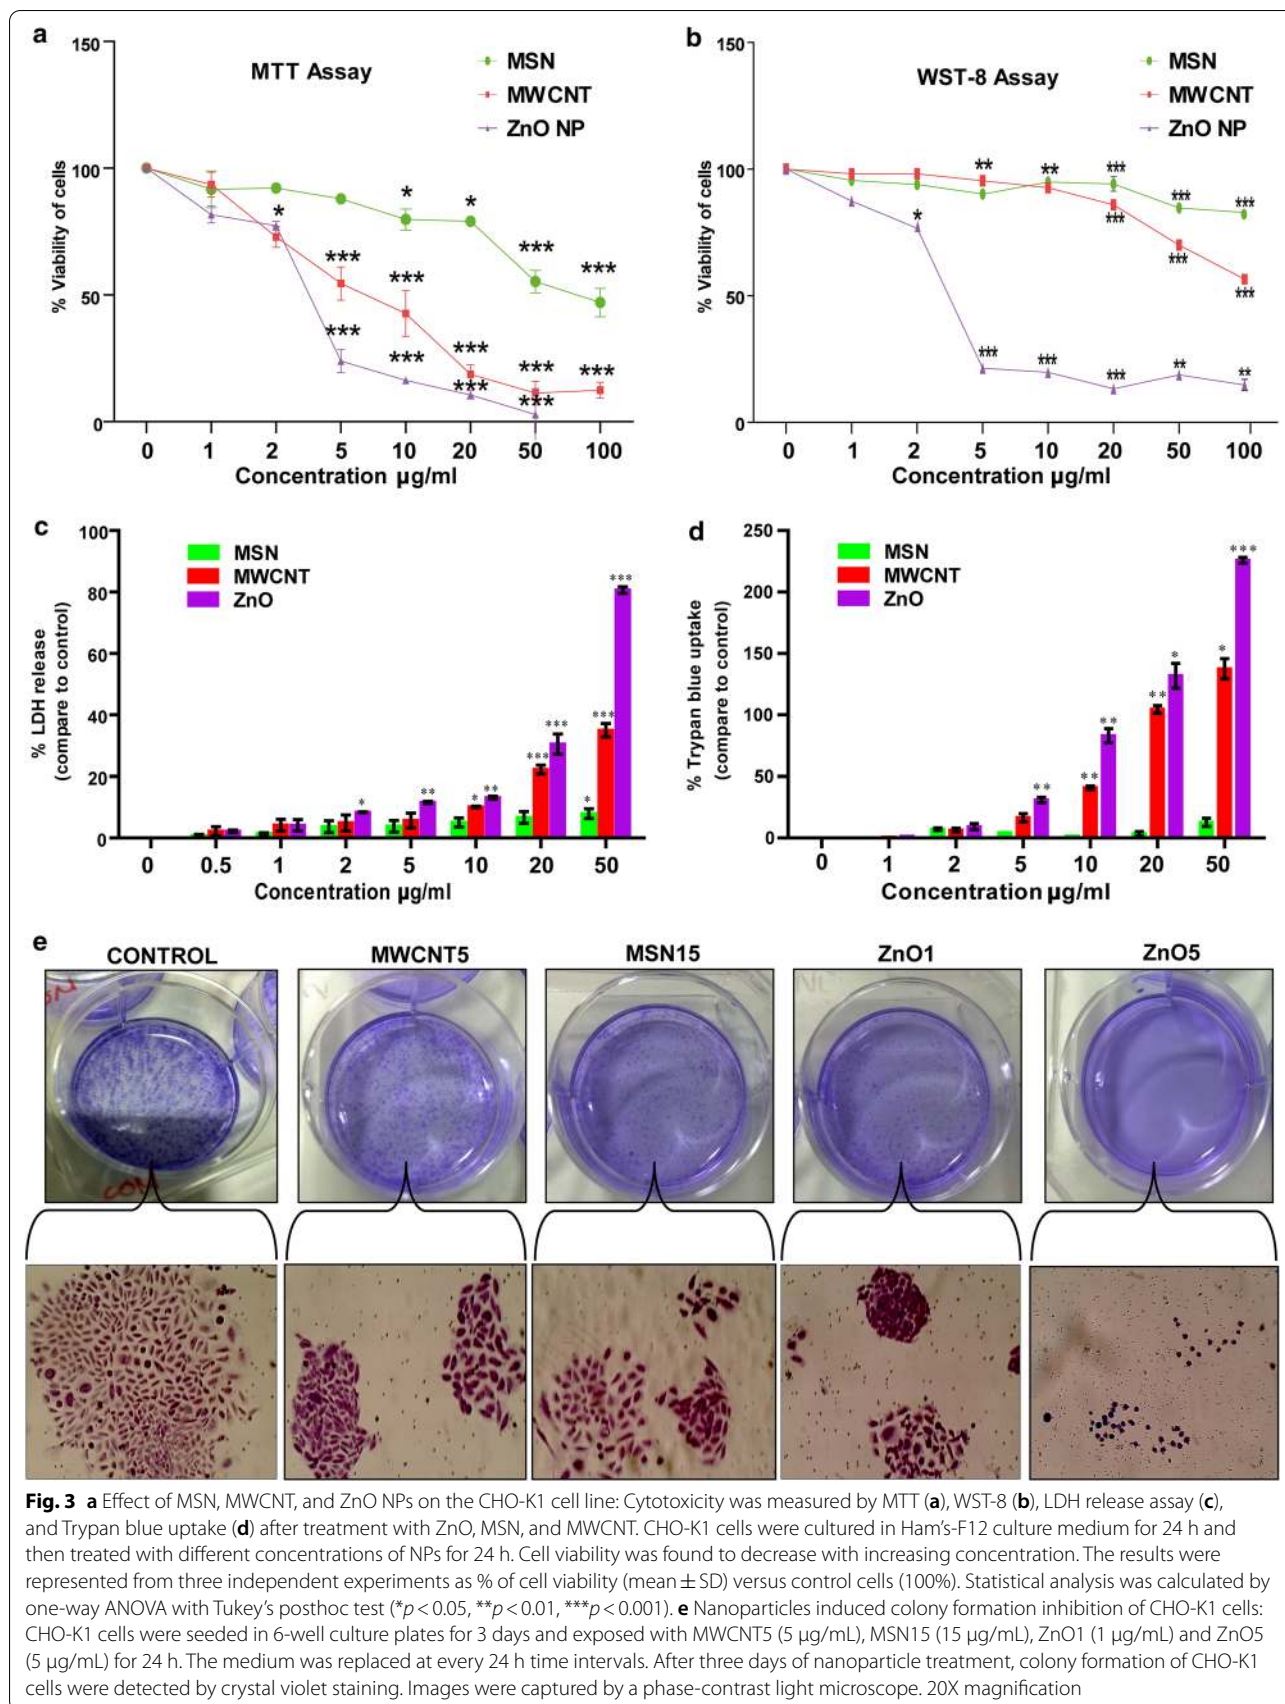 a
150
MTT Assay
MSN
MWCNT
ZnO NP
% Viability of cells
100
50
0
* * *
*** *** *** ***
*** *** *** ***
*** *** *** ***
0 1 2 5 10 20 50 100
Concentration µg/ml
b
150
WST-8 Assay
MSN
MWCNT
ZnO NP
% Viability of cells
100
50
0
** ** *** *** ***
* *** *** ***
*** *** *** ** **
0 1 2 5 10 20 50 100
Concentration µg/ml
c
100
80
60
40
20
0
% LDH release
(compare to control)
MSN
MWCNT
ZnO
* ** * ** *** *** * *** ***
0 0.5 1 2 5 10 20 50
Concentration µg/ml
d
250
200
150
100
50
0
% Trypan blue uptake
(compare to control)
MSN
MWCNT
ZnO
** ** ** ** * * ***
0 1 2 5 10 20 50
Concentration µg/ml
e
CONTROL MWCNT5 MSN15 ZnO1 ZnO5
Fig. 3 a Effect of MSN, MWCNT, and ZnO NPs on the CHO-K1 cell line: Cytotoxicity was measured by MTT (a), WST-8 (b), LDH release assay (c),
and Trypan blue uptake (d) after treatment with ZnO, MSN, and MWCNT. CHO-K1 cells were cultured in Ham's-F12 culture medium for 24 h and
then treated with different concentrations of NPs for 24 h. Cell viability was found to decrease with increasing concentration. The results were
represented from three independent experiments as % of cell viability (mean ± SD) versus control cells (100%). Statistical analysis was calculated by
one-way ANOVA with Tukey's posthoc test (*p < 0.05, **p < 0.01, ***p < 0.001). e Nanoparticles induced colony formation inhibition of CHO-K1 cells:
CHO-K1 cells were seeded in 6-well culture plates for 3 days and exposed with MWCNT5 (5 µg/mL), MSN15 (15 µg/mL), ZnO1 (1 µg/mL) and ZnO5
(5 µg/mL) for 24 h. The medium was replaced at every 24 h time intervals. After three days of nanoparticle treatment, colony formation of CHO-K1
cells were detected by crystal violet staining. Images were captured by a phase-contrast light microscope. 20X magnification